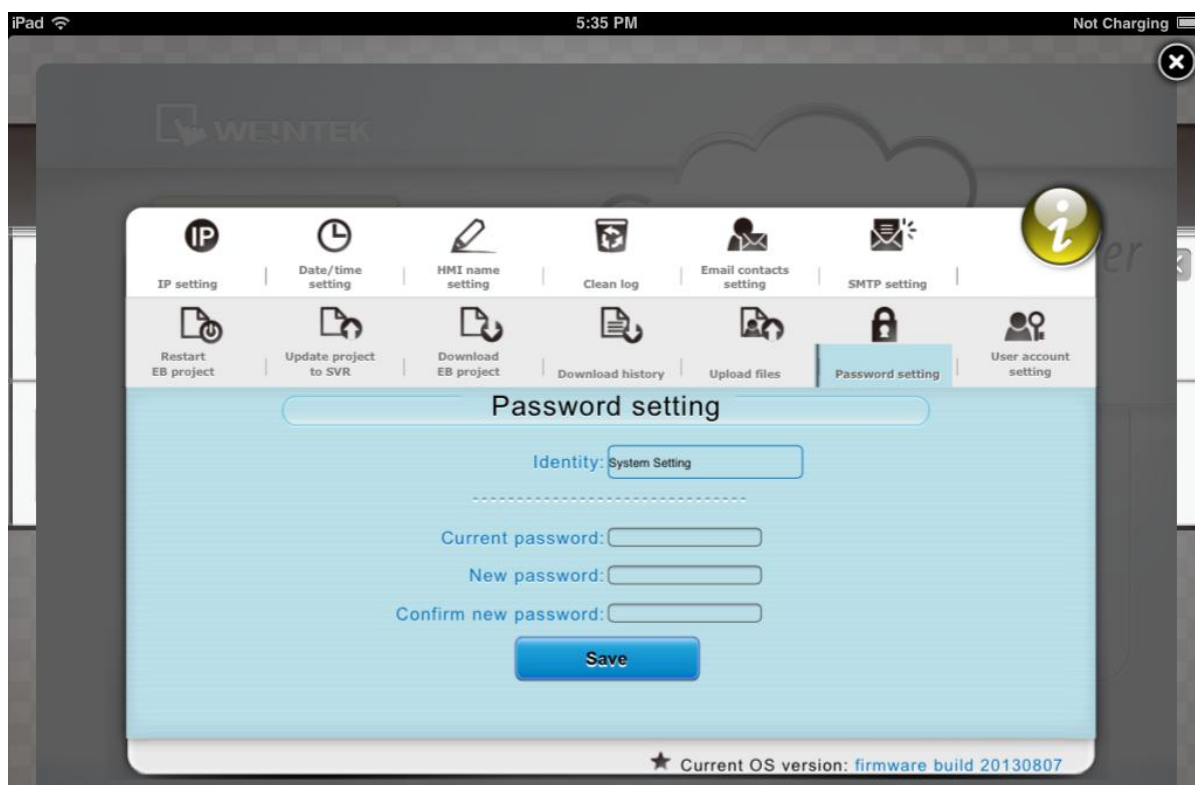 iPad 5:35 PM Not Charging
WEINTEK
er
IP setting
Date/time
setting
HMI name
setting
Clean log
Email contacts
setting
SMTP setting
Restart
EB project
Update project
to SVR
Download
EB project
Download history
Upload files
Password setting
User account
setting
Password setting
Identity: System Setting
Current password:
New password:
Confirm new password:
Save
Current OS version: firmware build 20130807